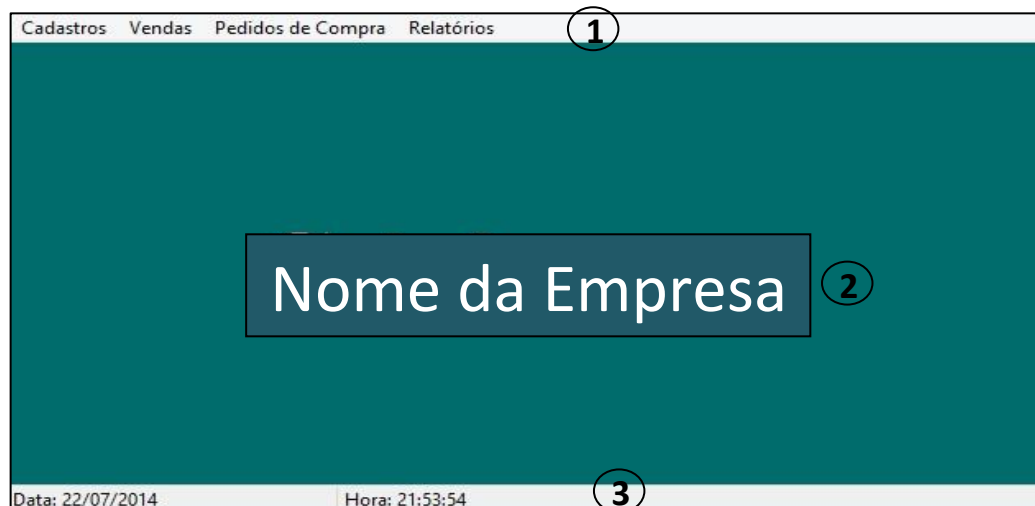 Cadastros Vendas Pedidos de Compra Relatórios 1
Nome da Empresa 2
Data: 22/07/2014 Hora: 21:53:54 3